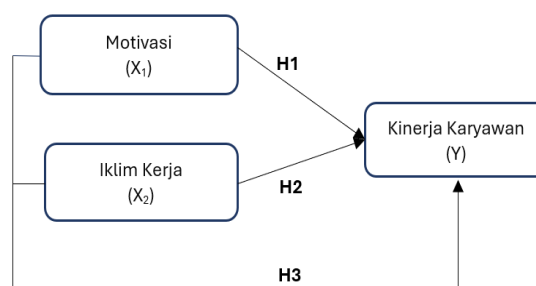 Motivasi
(X₁)
H1
Kinerja Karyawan
(Y)
Iklim Kerja
(X₂)
H2
H3